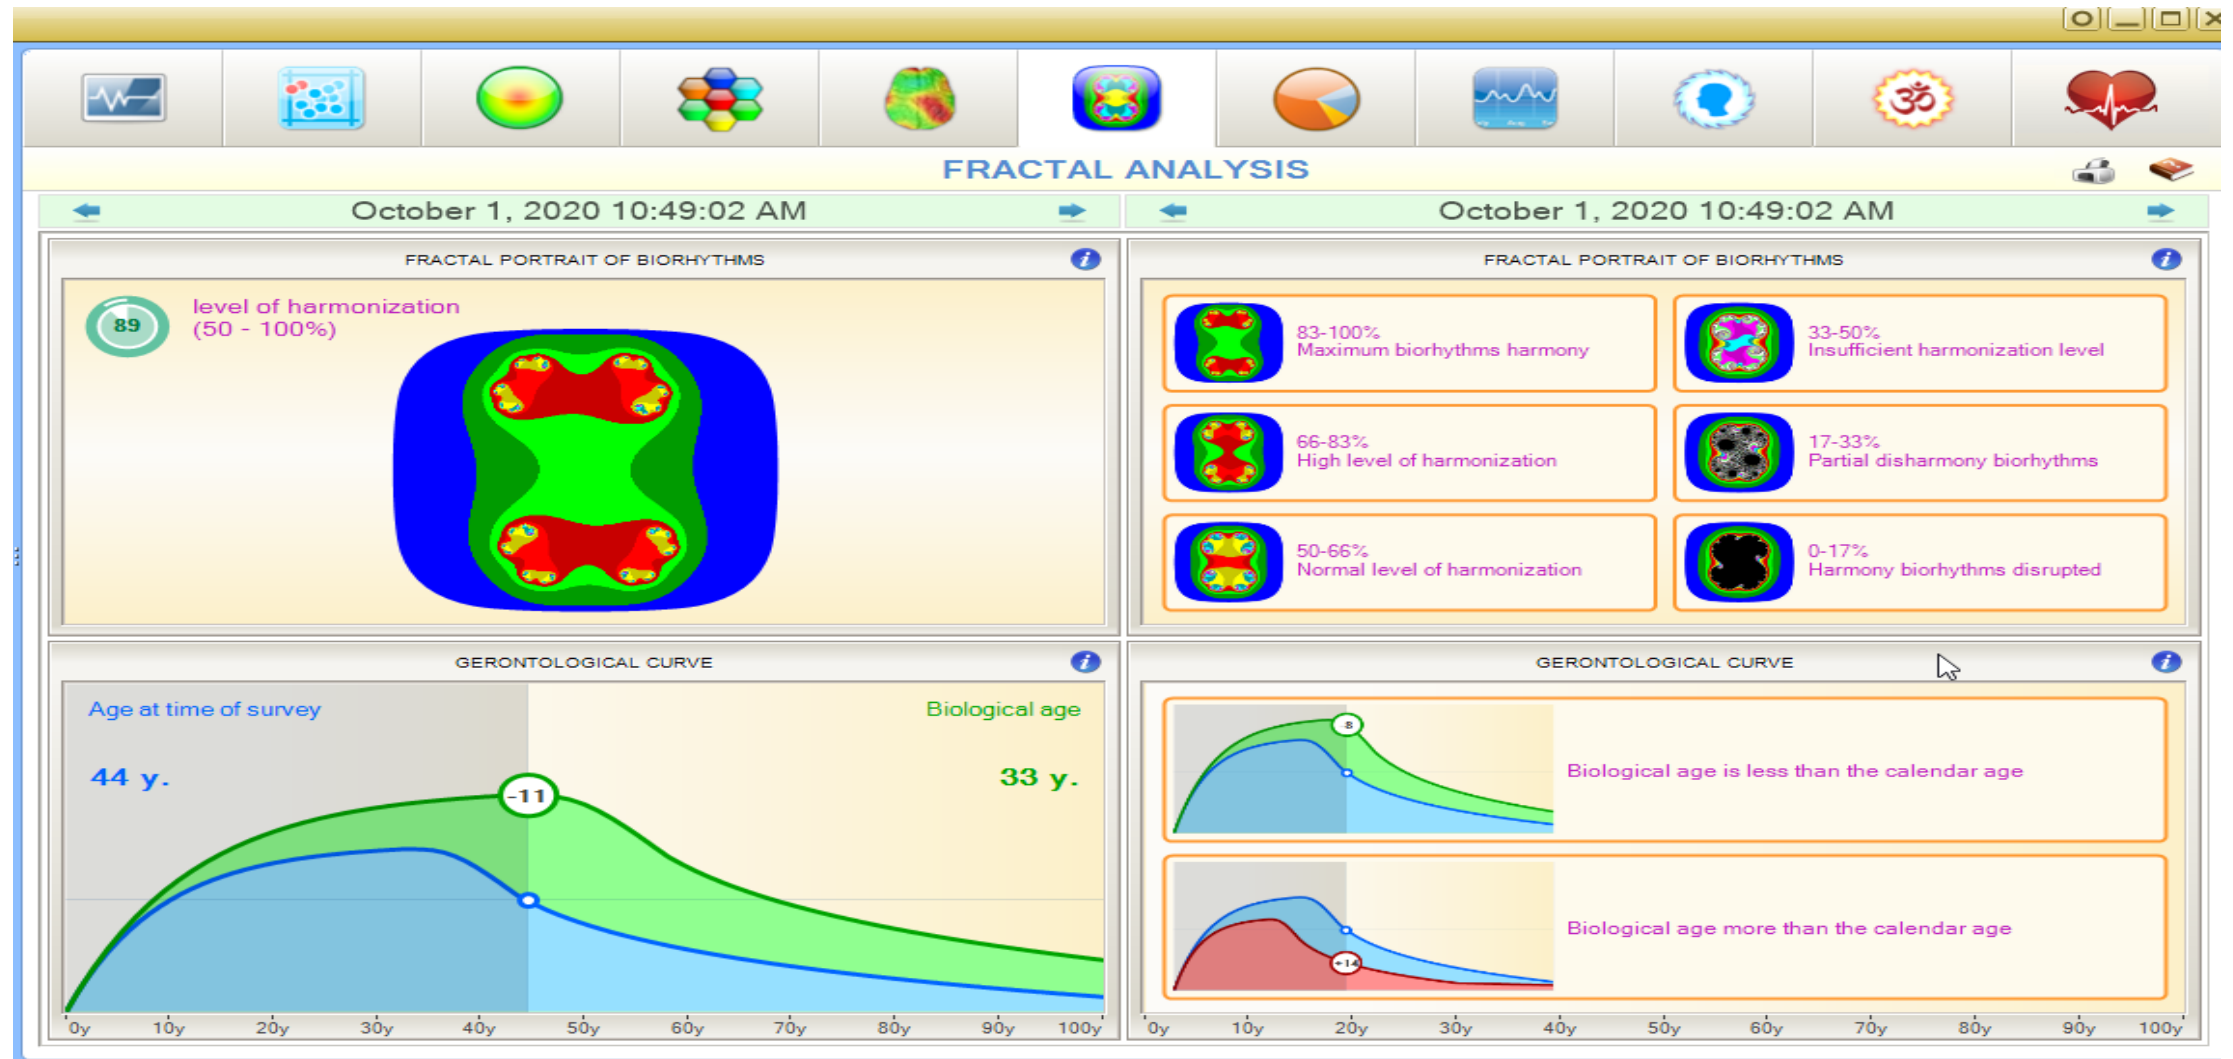 FRACTAL ANALYSIS
October 1, 2020 10:49:02 AM
October 1, 2020 10:49:02 AM
FRACTAL PORTRAIT OF BIORHYTHMS
89
level of harmonization
(50 - 100%)
FRACTAL PORTRAIT OF BIORHYTHMS
83-100%
Maximum biorhythms harmony
33-50%
Insufficient harmonization level
66-83%
High level of harmonization
17-33%
Partial disharmony biorhythms
50-66%
Normal level of harmonization
0-17%
Harmony biorhythms disrupted
GERONTOLOGICAL CURVE
Age at time of survey
Biological age
44 y.
33 y.
-11
0y 10y 20y 30y 40y 50y 60y 70y 80y 90y 100y
GERONTOLOGICAL CURVE
-8
Biological age is less than the calendar age
+14
Biological age more than the calendar age
0y 10y 20y 30y 40y 50y 60y 70y 80y 90y 100y